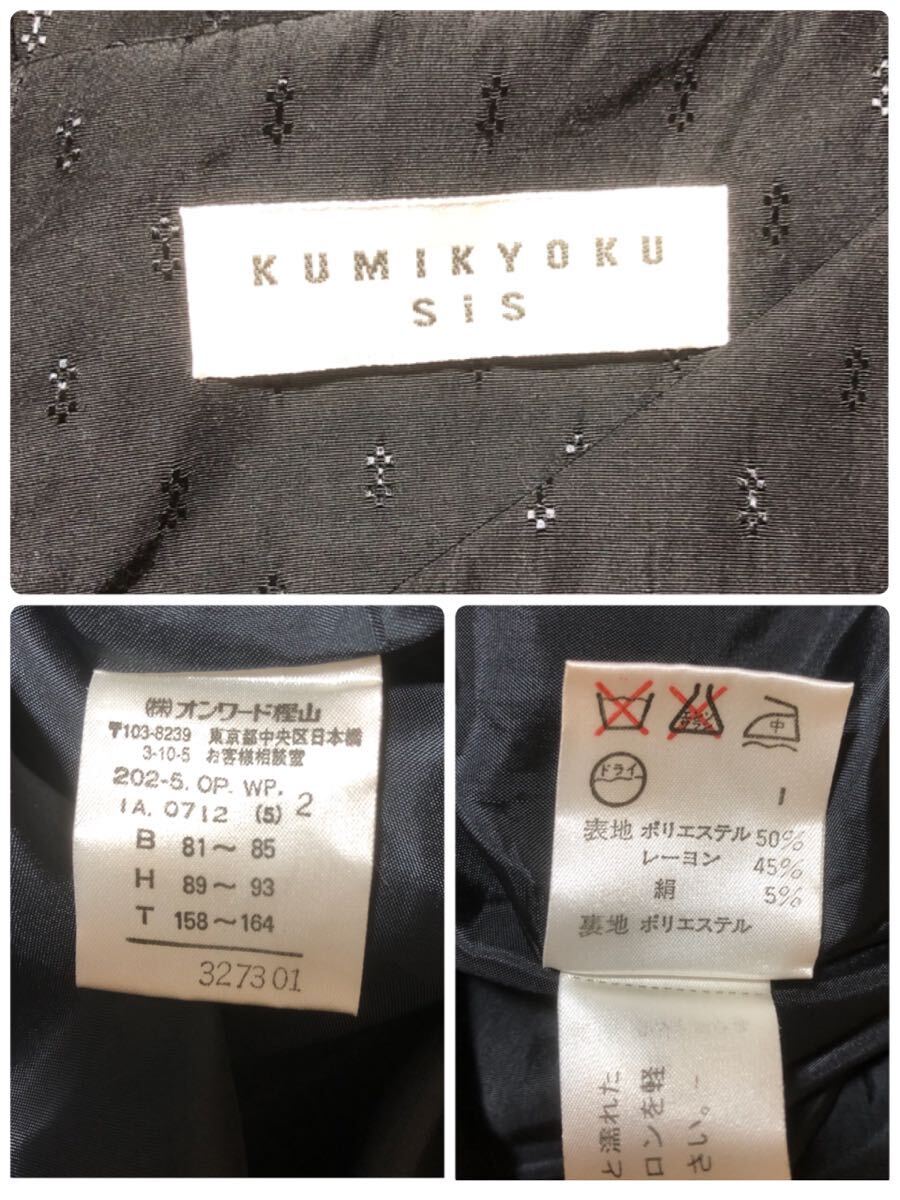 KUMIKYOKU
SiS
(株)オンワード樫山
〒103-8239 東京都中央区日本橋
3-10-5 お客様相談室
202-5. OP. WP.
IA. 0712 (5) 2
B 81～85
H 89～93
T 158～164
327301
中
ドライ
表地 ポリエステル 50%
レーヨン 45%
絹 5%
裏地 ポリエステル
と濡れた
ロンを軽
さい。